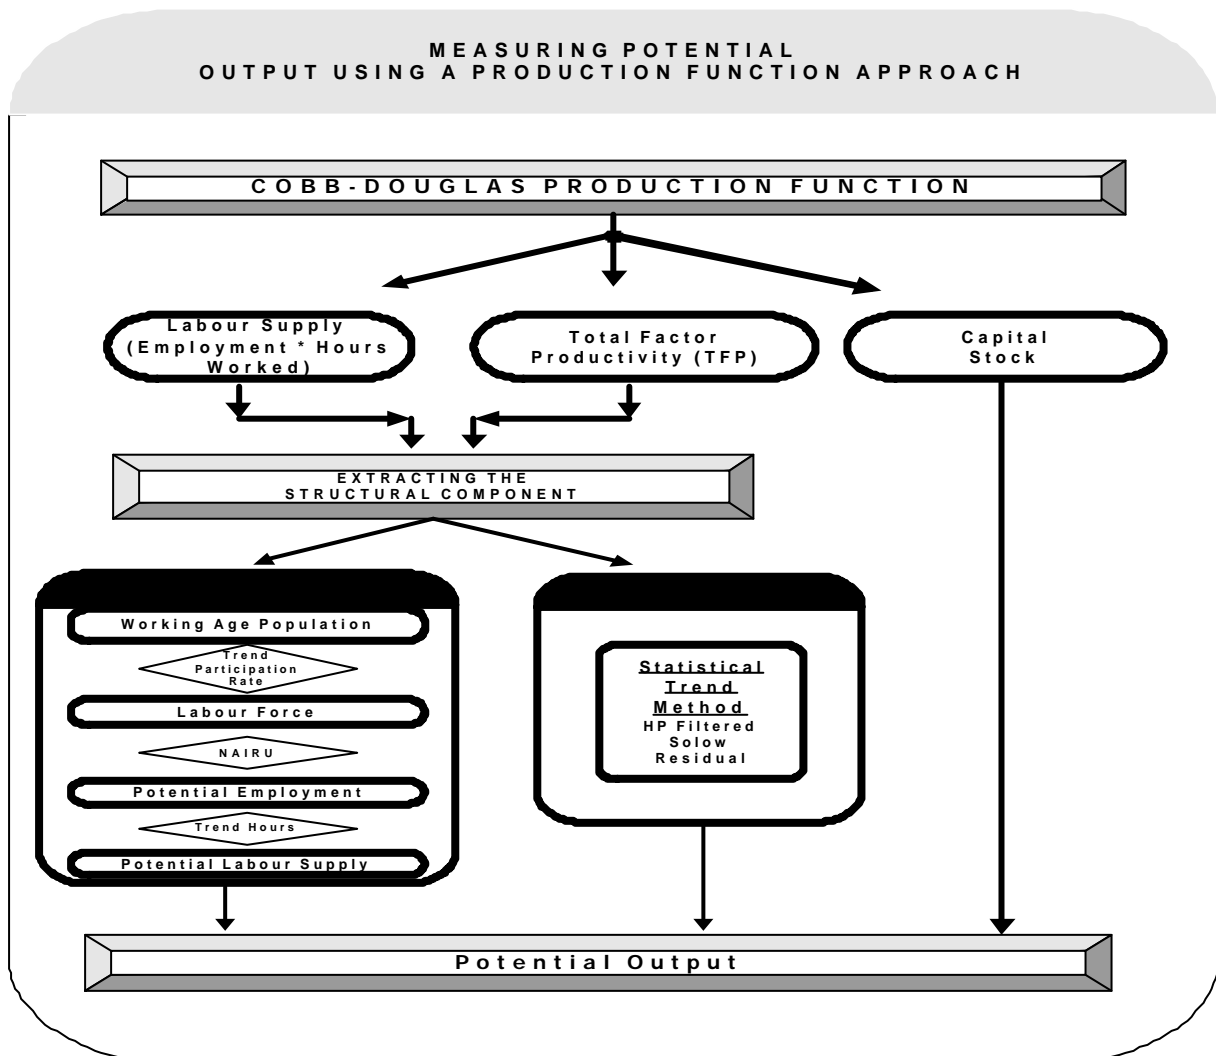 MEASURING POTENTIAL
OUTPUT USING A PRODUCTION FUNCTION APPROACH
COBB-DOUGLAS PRODUCTION FUNCTION
Labour Supply
(Employment * Hours
Worked)
Total Factor
Productivity (TFP)
Capital
Stock
EXTRACTING THE
STRUCTURAL COMPONENT
Working Age Population
Trend
Participation
Rate
Labour Force
NAIRU
Potential Employment
Trend Hours
Potential Labour Supply
Statistical
Trend
Method
HP Filtered
Solow
Residual
Potential Output